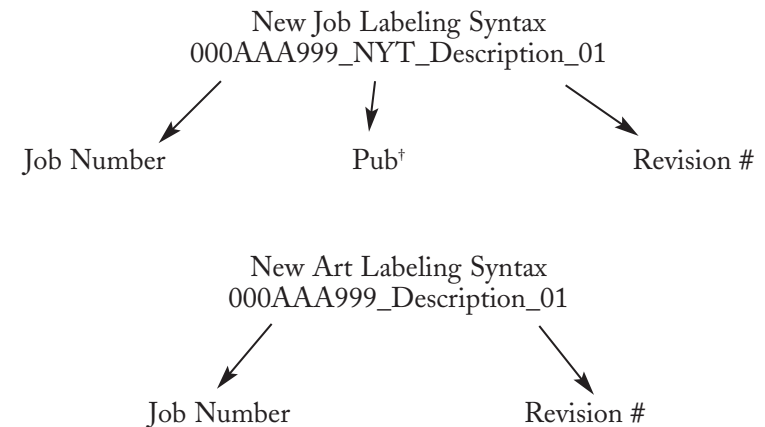 New Job Labeling Syntax
000AAA999_NYT_Description_01
Job Number Pub† Revision #
New Art Labeling Syntax
000AAA999_Description_01
Job Number Revision #